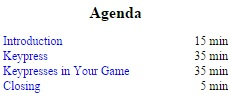 Agenda
Introduction 15 min
Keypress 35 min
Keypresses in Your Game 35 min
Closing 5 min